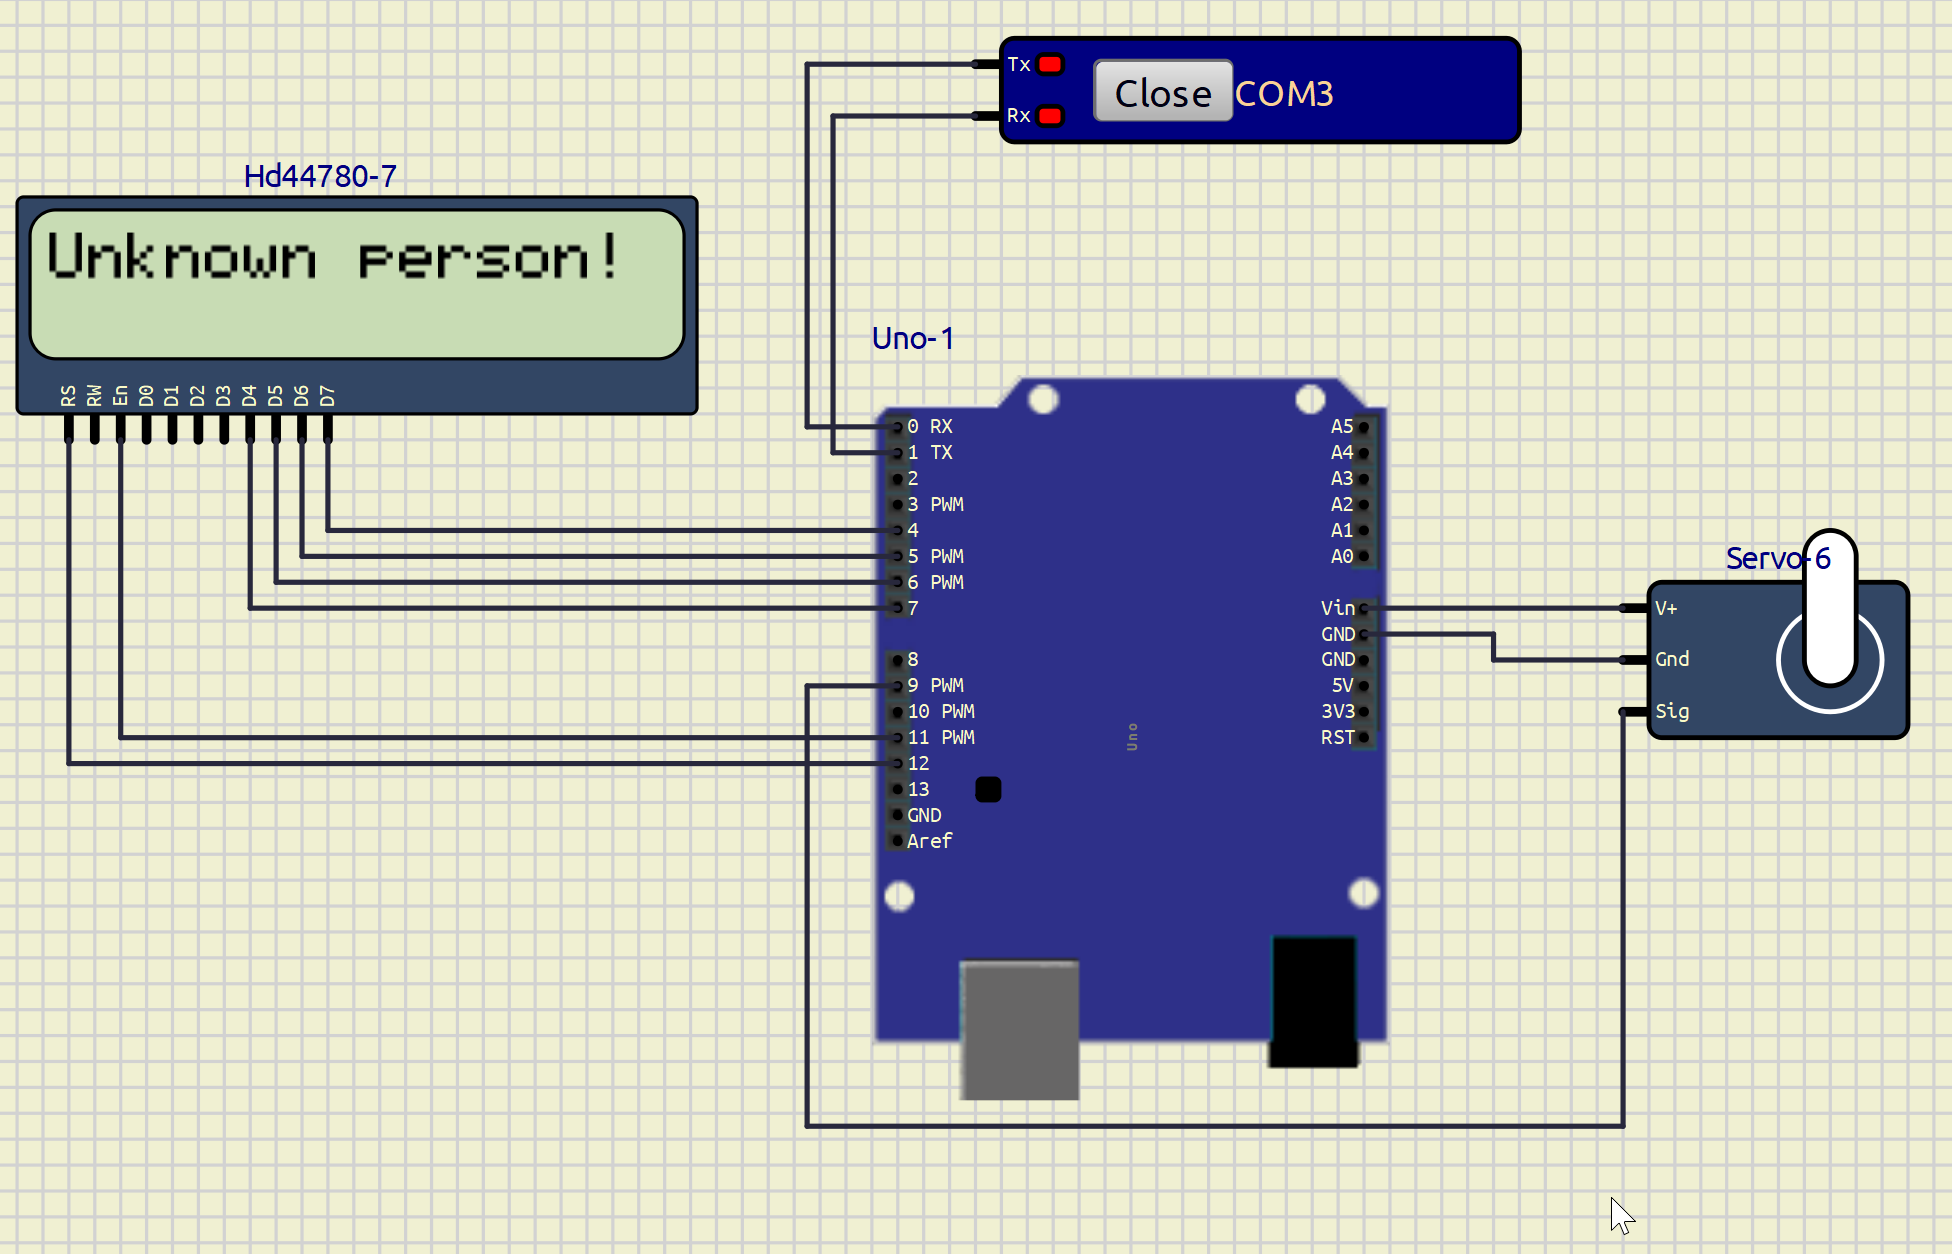 Tx
Close COM3
Rx
Hd44780-7
Unknown person!
RS RW En D0 D1 D2 D3 D4 D5 D6 D7
Uno-1
0 RX
1 TX
2
3 PWM
4
5 PWM
6 PWM
7
8
9 PWM
10 PWM
11 PWM
12
13
GND
Aref
Uno
A5
A4
A3
A2
A1
A0
Vin
GND
GND
5V
3V3
RST
Servo-6
V+
Gnd
Sig